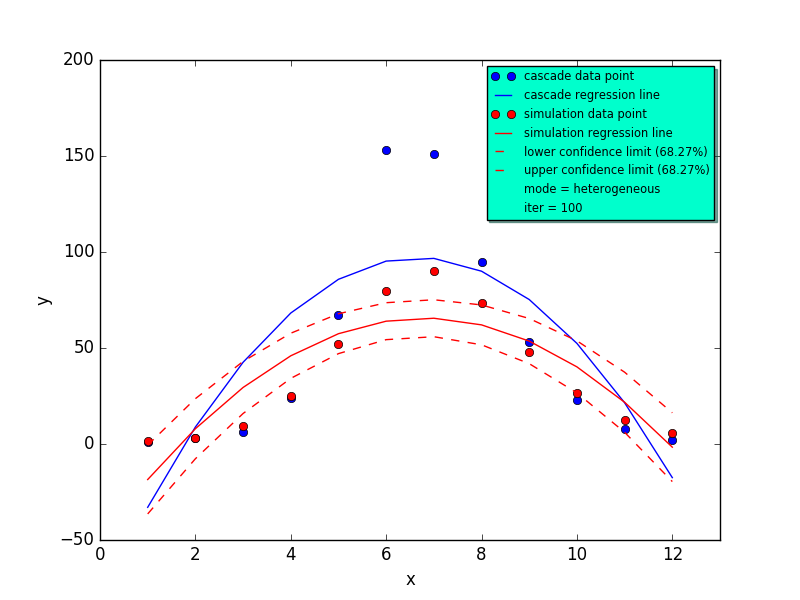 200
150
100
50
0
−50
y
0 2 4 6 8 10 12
x
cascade data point
cascade regression line
simulation data point
simulation regression line
lower confidence limit (68.27%)
upper confidence limit (68.27%)
mode = heterogeneous
iter = 100